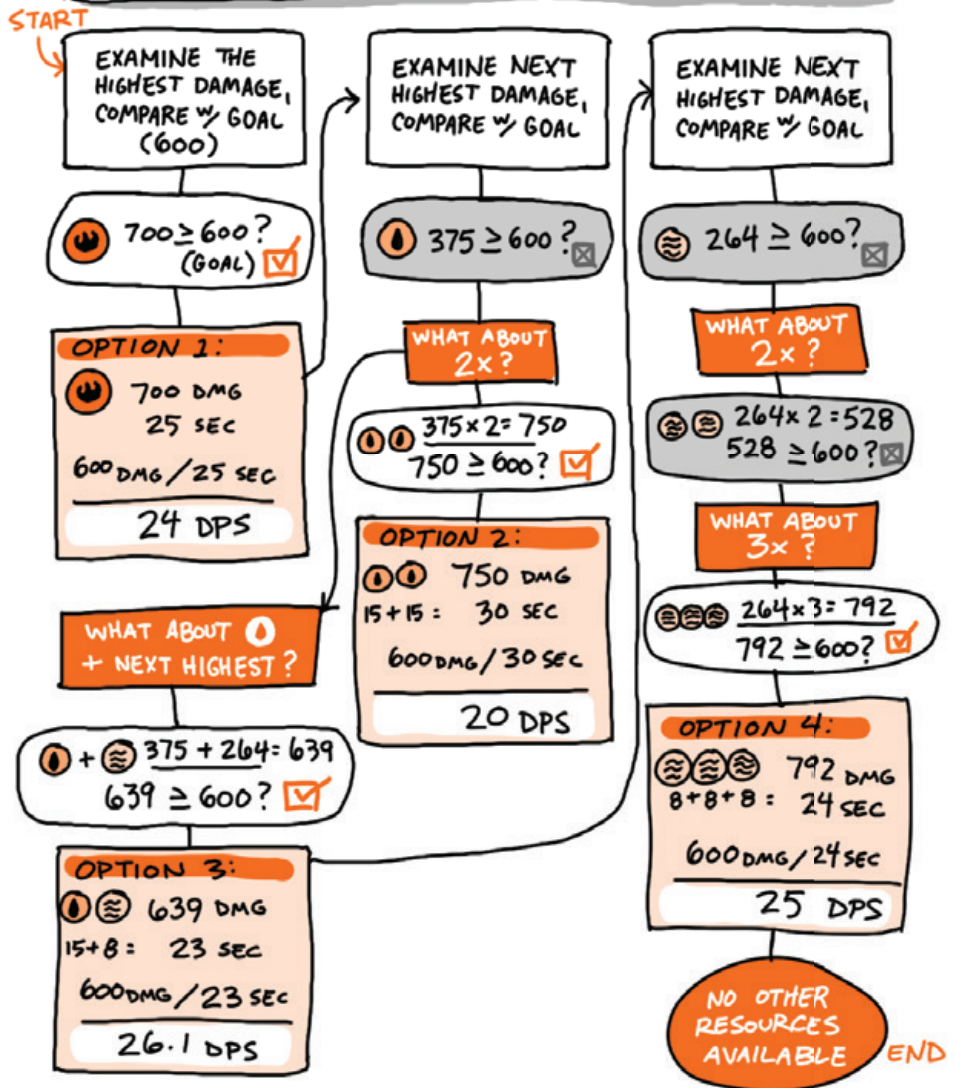 START
EXAMINE THE
HIGHEST DAMAGE,
COMPARE W/ GOAL
(600)
700 ≥ 600?
(GOAL)
OPTION 1:
700 DMG
25 SEC
600 DMG / 25 SEC
24 DPS
EXAMINE NEXT
HIGHEST DAMAGE,
COMPARE W/ GOAL
375 ≥ 600?
WHAT ABOUT
2x?
375 x 2 = 750
750 ≥ 600?
OPTION 2:
750 DMG
15 + 15 = 30 SEC
600 DMG / 30 SEC
20 DPS
WHAT ABOUT
+ NEXT HIGHEST?
+ 375 + 264 = 639
639 ≥ 600?
OPTION 3:
639 DMG
15 + 8 = 23 SEC
600 DMG / 23 SEC
26.1 DPS
EXAMINE NEXT
HIGHEST DAMAGE,
COMPARE W/ GOAL
264 ≥ 600?
WHAT ABOUT
2x?
264 x 2 = 528
528 ≥ 600?
WHAT ABOUT
3x?
264 x 3 = 792
792 ≥ 600?
OPTION 4:
792 DMG
8 + 8 + 8 = 24 SEC
600 DMG / 24 SEC
25 DPS
NO OTHER
RESOURCES
AVAILABLE
END